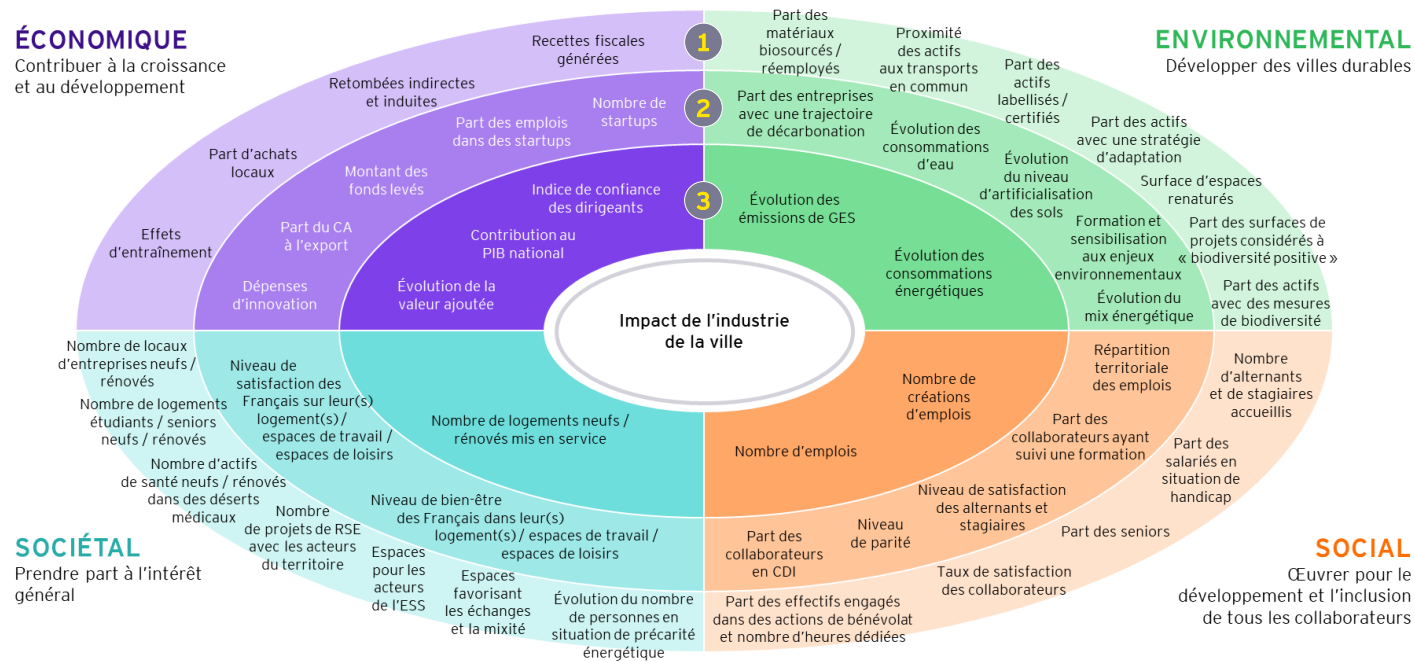 ÉCONOMIQUE
Contribuer à la croissance
et au développement
ENVIRONNEMENTAL
Développer des villes durables
1
2
3
Recettes fiscales
générées
Retombées indirectes
et induites
Part d'achats
locaux
Effets
d'entraînement
Nombre de
startups
Part des emplois
dans des startups
Montant des
fonds levés
Part du CA
à l'export
Dépenses
d'innovation
Indice de confiance
des dirigeants
Contribution au
PIB national
Évolution de la
valeur ajoutée
Part des
matériaux
biosourcés /
réemployés
Proximité
des actifs
aux transports
en commun
Part des
actifs
labellisés /
certifiés
Part des actifs
avec une stratégie
d'adaptation
Surface d'espaces
renaturés
Part des surfaces de
projets considérés à
« biodiversité positive »
Part des actifs
avec des mesures
de biodiversité
Part des entreprises
avec une trajectoire
de décarbonation
Évolution des
consommations
d'eau
Évolution
du niveau
d'artificialisation
des sols
Formation et
sensibilisation
aux enjeux
environnementaux
Évolution du
mix énergétique
Évolution des
émissions de GES
Évolution des
consommations
énergétiques
Impact de l'industrie
de la ville
Nombre de locaux
d'entreprises neufs /
rénovés
Nombre de logements
étudiants / seniors
neufs / rénovés
Nombre d'actifs
de santé neufs / rénovés
dans des déserts
médicaux
Nombre
de projets de RSE
avec les acteurs
du territoire
Espaces
pour les
acteurs
de l'ESS
Espaces
favorisant
les échanges
et la mixité
Évolution du nombre
de personnes en
situation de précarité
énergétique
Niveau de
satisfaction des
Français sur leur(s)
logement(s) /
espaces de travail /
espaces de loisirs
Niveau de bien-être
des Français dans leur(s)
logement(s) / espaces de travail /
espaces de loisirs
Nombre de logements neufs /
rénovés mis en service
Nombre de
créations
d'emplois
Nombre d'emplois
Répartition
territoriale
des emplois
Part des
collaborateurs ayant
suivi une formation
Niveau de satisfaction
des alternants et
stagiaires
Niveau
de parité
Part des
collaborateurs
en CDI
Nombre
d'alternants
et de stagiaires
accueillis
Part des
salariés en
situation de
handicap
Part des seniors
Taux de satisfaction
des collaborateurs
Part des effectifs engagés
dans des actions de bénévolat
et nombre d'heures dédiées
SOCIÉTAL
Prendre part à l'intérêt
général
SOCIAL
Œuvrer pour le
développement et l'inclusion
de tous les collaborateurs